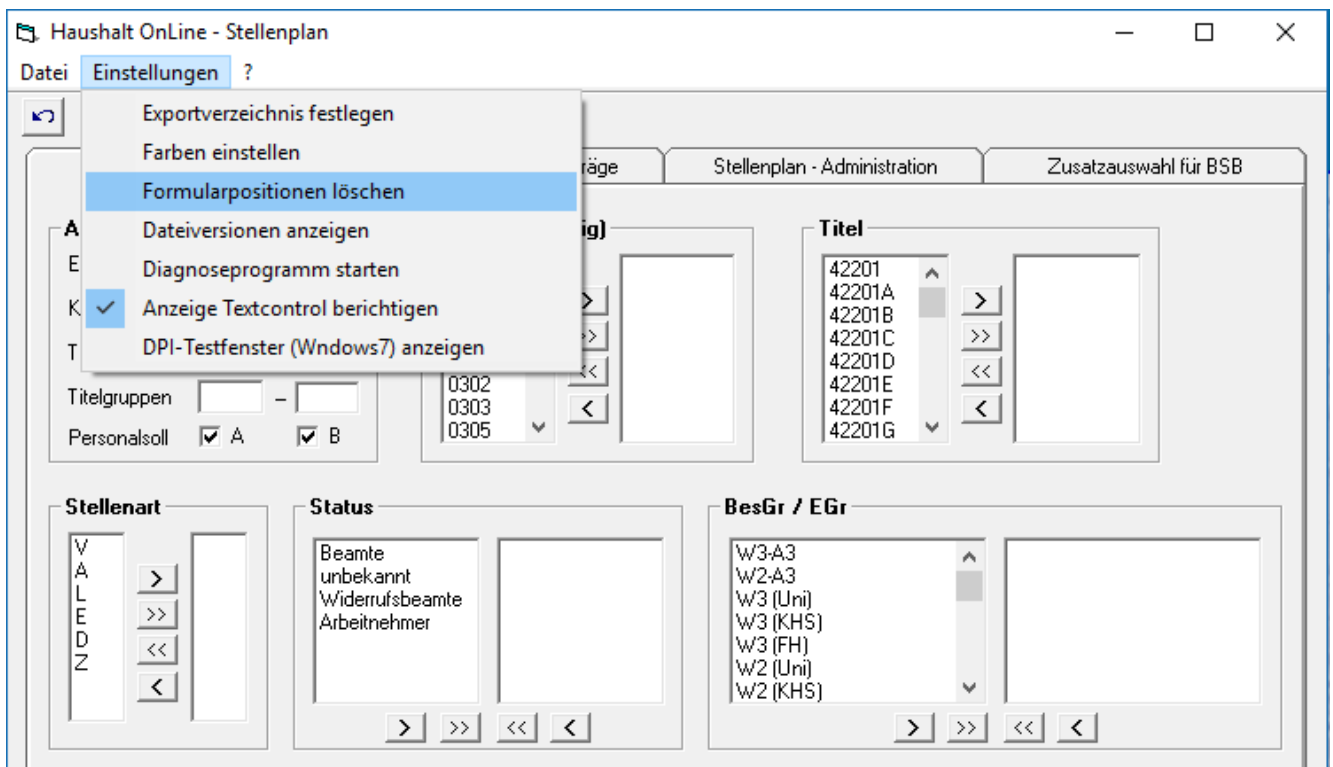 Haushalt OnLine - Stellenplan
Datei Einstellungen ?
Exportverzeichnis festlegen
Farben einstellen
Formularpositionen löschen
Dateiversionen anzeigen
Diagnoseprogramm starten
Anzeige Textcontrol berichtigen
DPI-Testfenster (Wndows7) anzeigen
räge Stellenplan - Administration Zusatzauswahl für BSB
A
E
K
T
Titelgruppen –
Personalsoll A B
ig)
0302
0303
0305
> >> << <
Titel
42201
42201A
42201B
42201C
42201D
42201E
42201F
42201G
> >> << <
Stellenart
V
A
L
E
D
Z
> >> << <
Status
Beamte
unbekannt
Widerrufsbeamte
Arbeitnehmer
> >> << <
BesGr / EGr
W3-A3
W2-A3
W3 (Uni)
W3 (KHS)
W3 (FH)
W2 (Uni)
W2 (KHS)
> >> << <